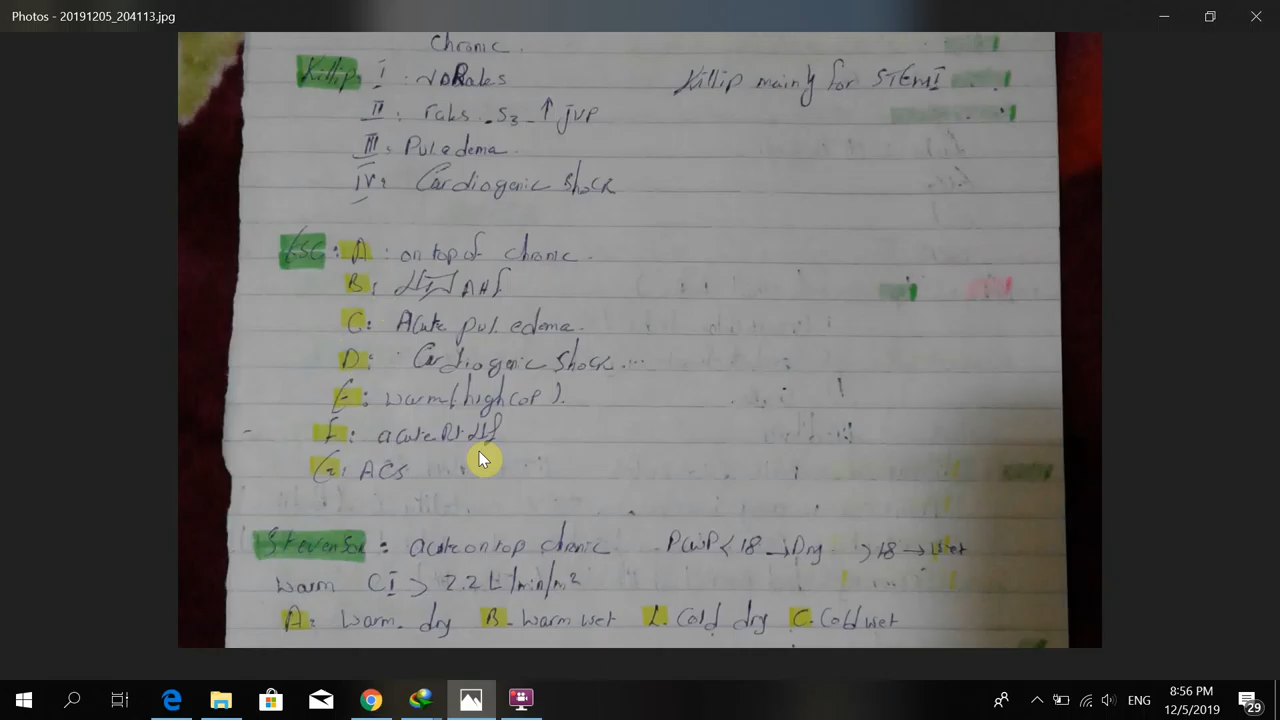 Photos - 20191205_204113.jpg
Chronic.
Killip I : No Rales Killip mainly for STEMI
II : rales . S3 _ ↑ JVP
III : Pul. edema.
IV : Cardiogenic Shock
ESC : A : on top of chronic.
B : AHF
C : Acute pul. edema.
D : Cardiogenic Shock...
E : warm (high cop).
F : acute Rt HF
G : ACS
Stevenson : acute on top chronic PCWP < 18 → Dry > 18 → wet
Warm CI > 2.2 L/min/m2
A : Warm - dry B - Warm wet L. Cold dry C. Cold wet
ENG
8:56 PM
12/5/2019
29